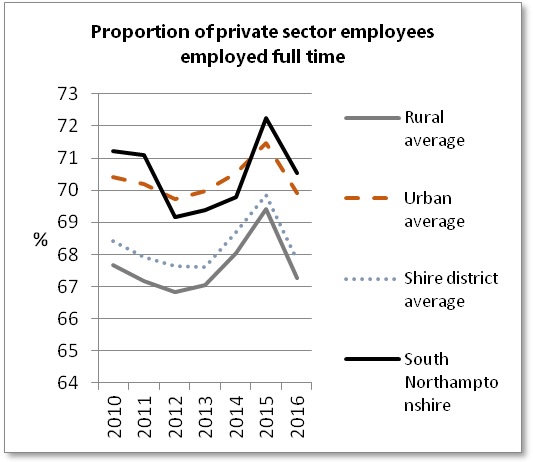 Proportion of private sector employees
employed full time
73
72
71
70
69
68
67
66
65
64
%
2010
2011
2012
2013
2014
2015
2016
Rural
average
Urban
average
Shire district
average
South
Northampto
nshire